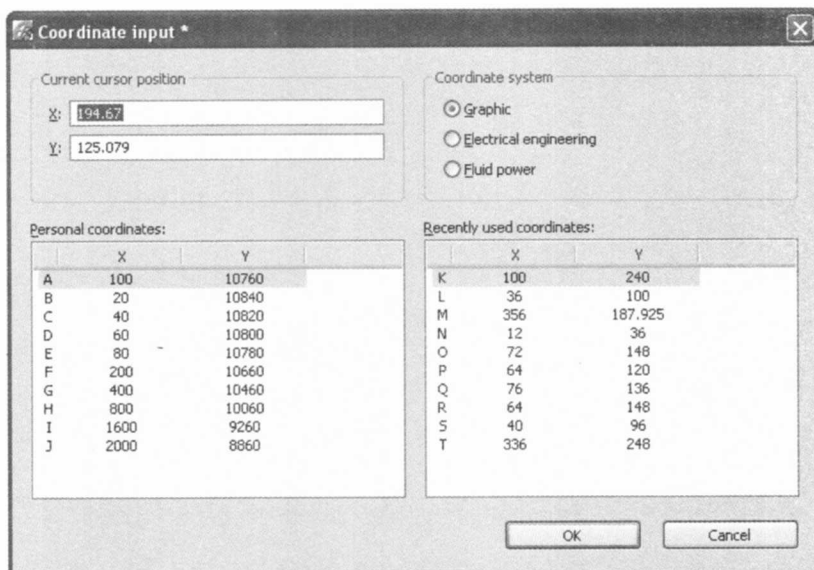 Coordinate input *
Current cursor position
X: 194.67
Y: 125.079
Coordinate system
Graphic
Electrical engineering
Fluid power
Personal coordinates:
X Y
A 100 10760
B 20 10840
C 40 10820
D 60 10800
E 80 10780
F 200 10660
G 400 10460
H 800 10060
I 1600 9260
J 2000 8860
Recently used coordinates:
X Y
K 100 240
L 36 100
M 356 187.925
N 12 36
O 72 148
P 64 120
Q 76 136
R 64 148
S 40 96
T 336 248
OK Cancel